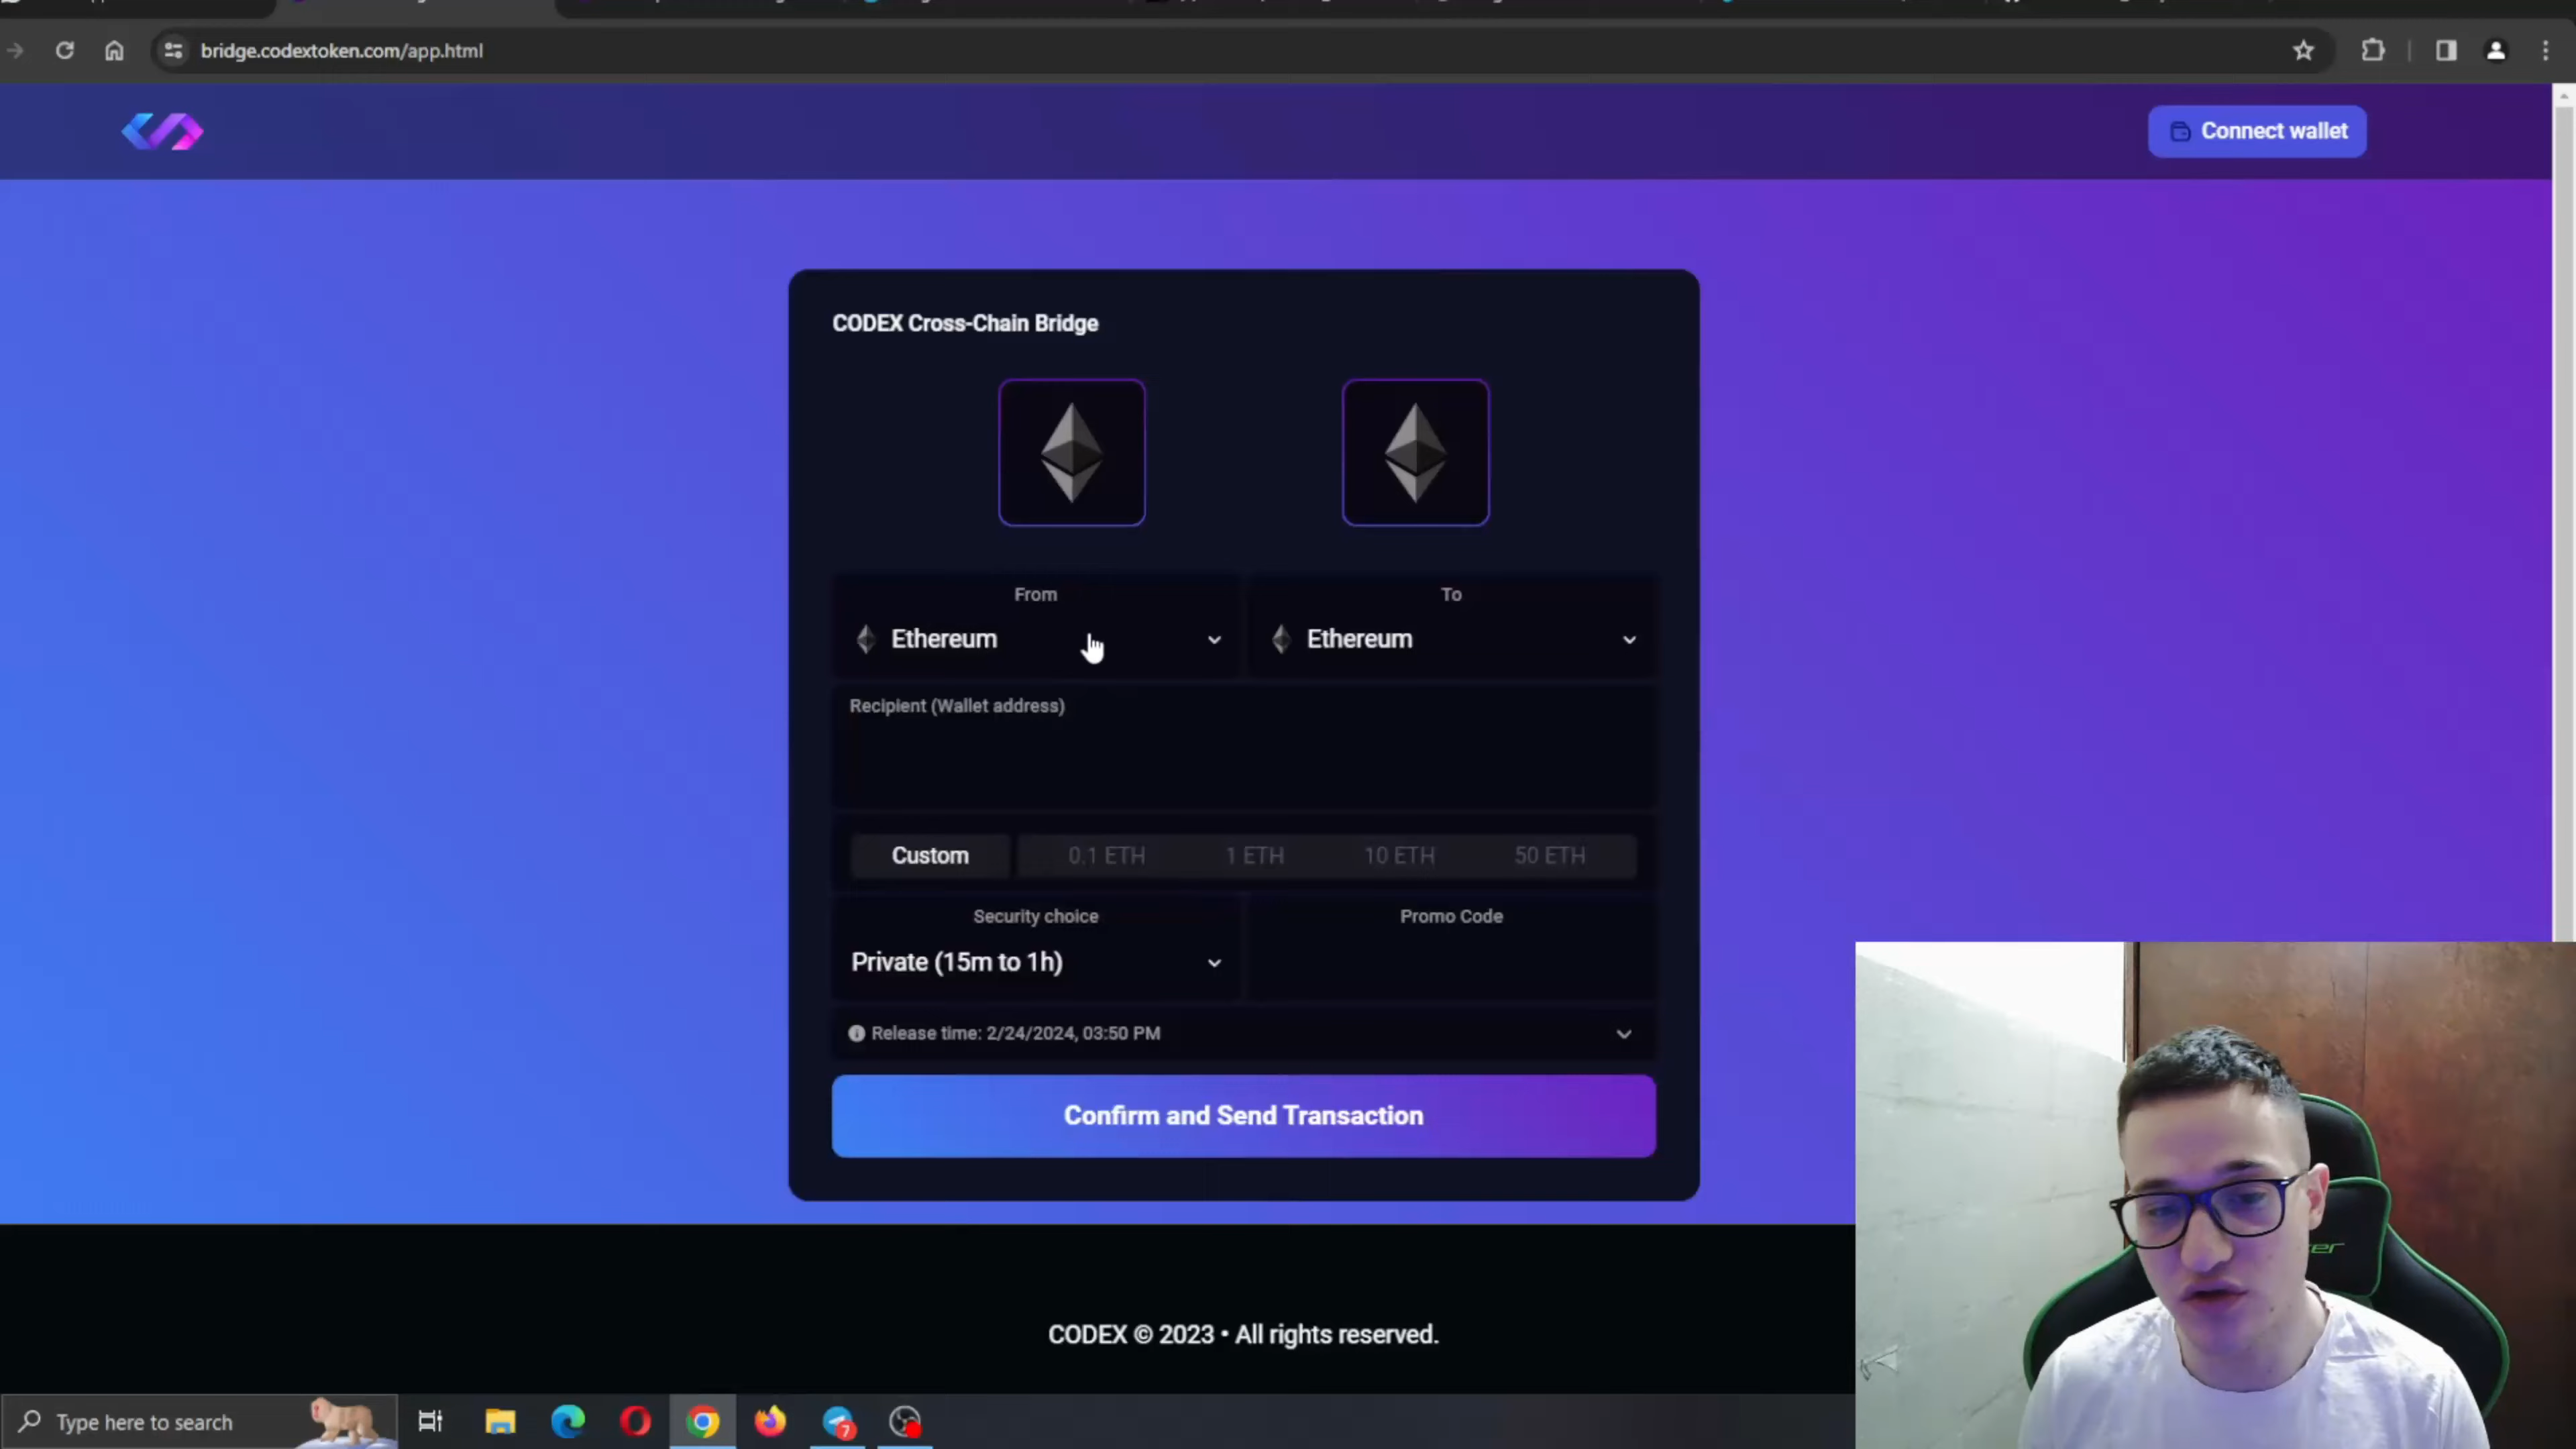 bridge.codextoken.com/app.html
Connect wallet
CODEX Cross-Chain Bridge
From
To
Ethereum
Ethereum
Recipient (Wallet address)
Custom
0.1 ETH
1 ETH
10 ETH
50 ETH
Security choice
Promo Code
Private (15m to 1h)
Release time: 2/24/2024, 03:50 PM
Confirm and Send Transaction
CODEX © 2023 • All rights reserved.
Type here to search
7